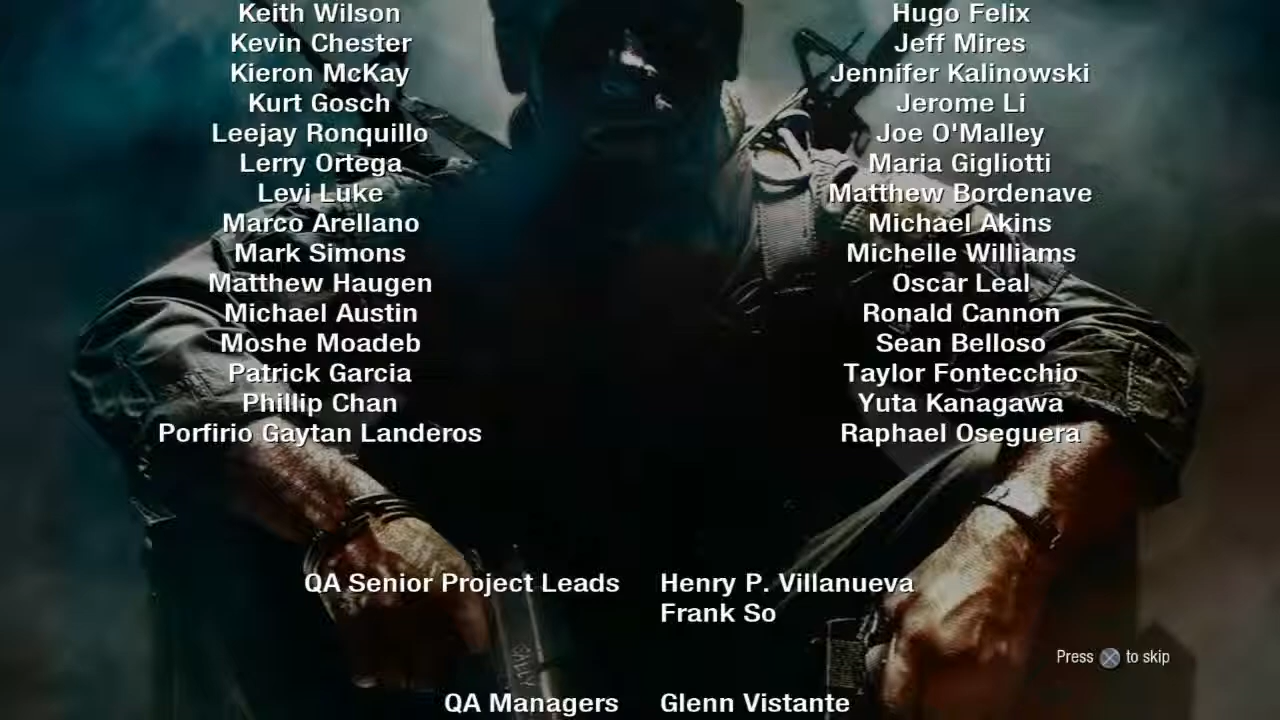 Keith Wilson
Kevin Chester
Kieron McKay
Kurt Gosch
Leejay Ronquillo
Lerry Ortega
Levi Luke
Marco Arellano
Mark Simons
Matthew Haugen
Michael Austin
Moshe Moadeb
Patrick Garcia
Phillip Chan
Porfirio Gaytan Landeros
Hugo Felix
Jeff Mires
Jennifer Kalinowski
Jerome Li
Joe O'Malley
Maria Gigliotti
Matthew Bordenave
Michael Akins
Michelle Williams
Oscar Leal
Ronald Cannon
Sean Belloso
Taylor Fontecchio
Yuta Kanagawa
Raphael Oseguera
QA Senior Project Leads Henry P. Villanueva
Frank So
Press to skip
QA Managers Glenn Vistante